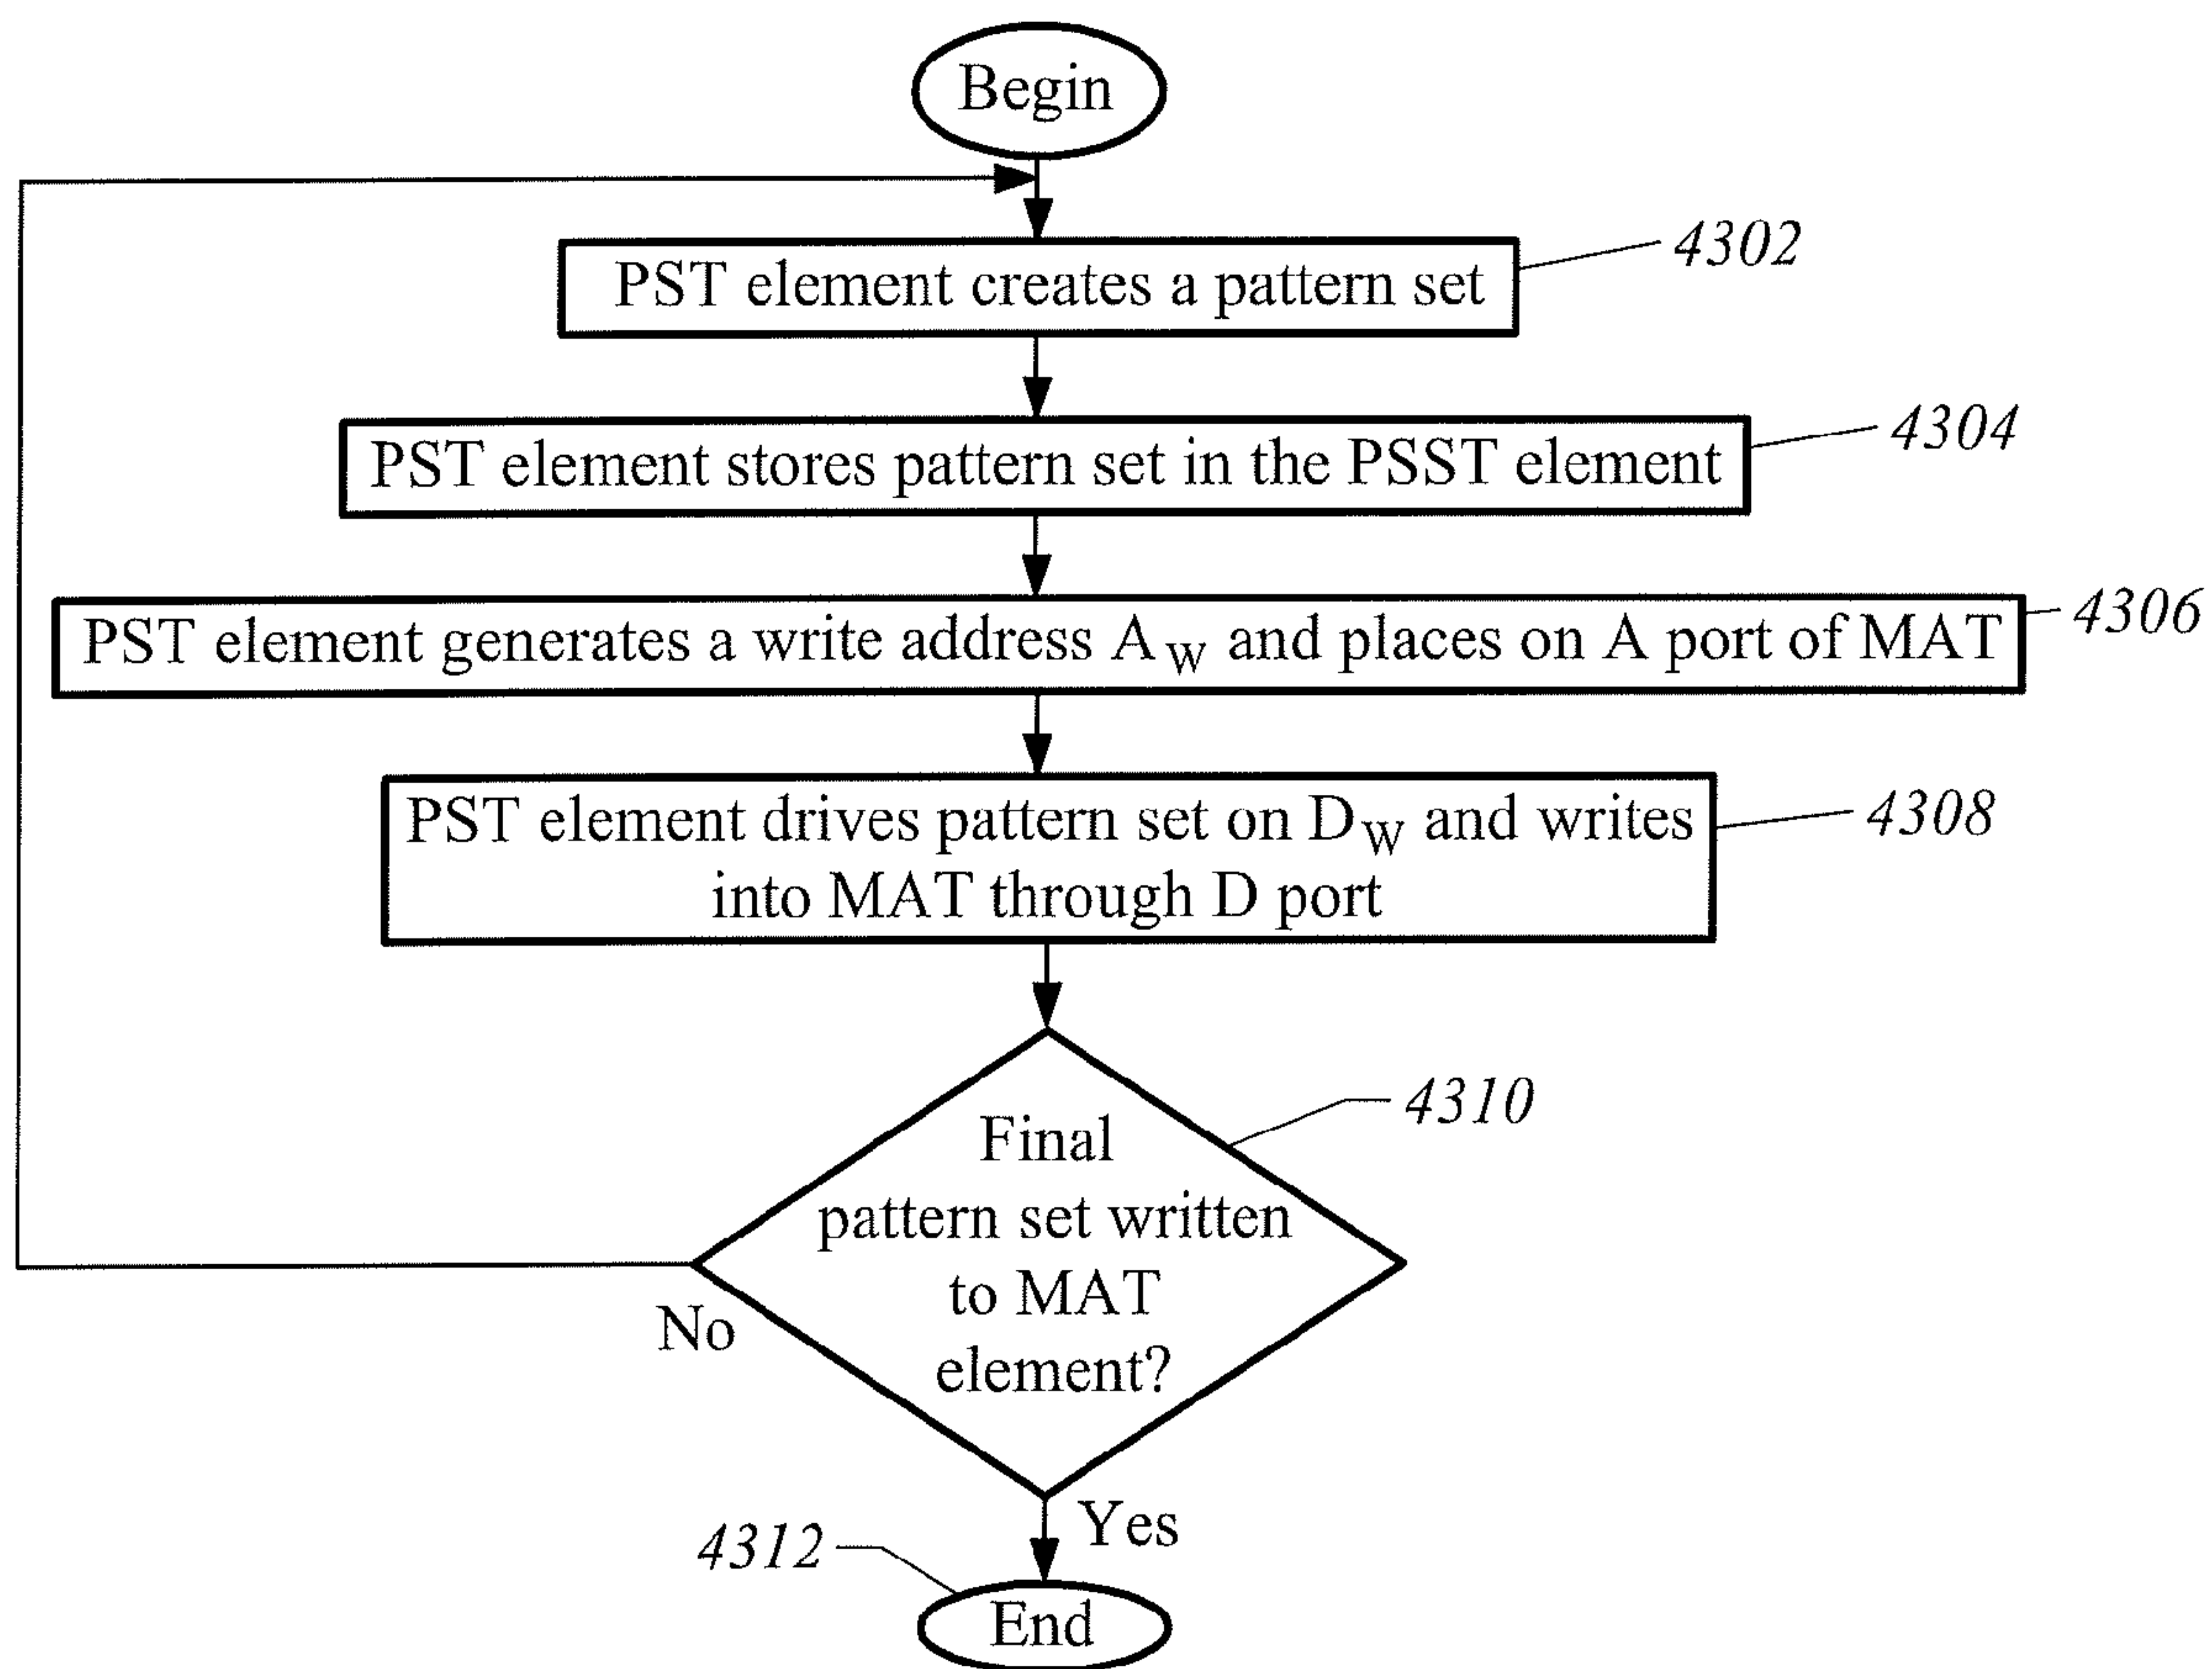 Begin
PST element creates a pattern set
4302
PST element stores pattern set in the PSST element
4304
PST element generates a write address AW and places on A port of MAT
4306
PST element drives pattern set on DW and writes
into MAT through D port
4308
Final
pattern set written
to MAT
element?
4310
No
Yes
4312
End